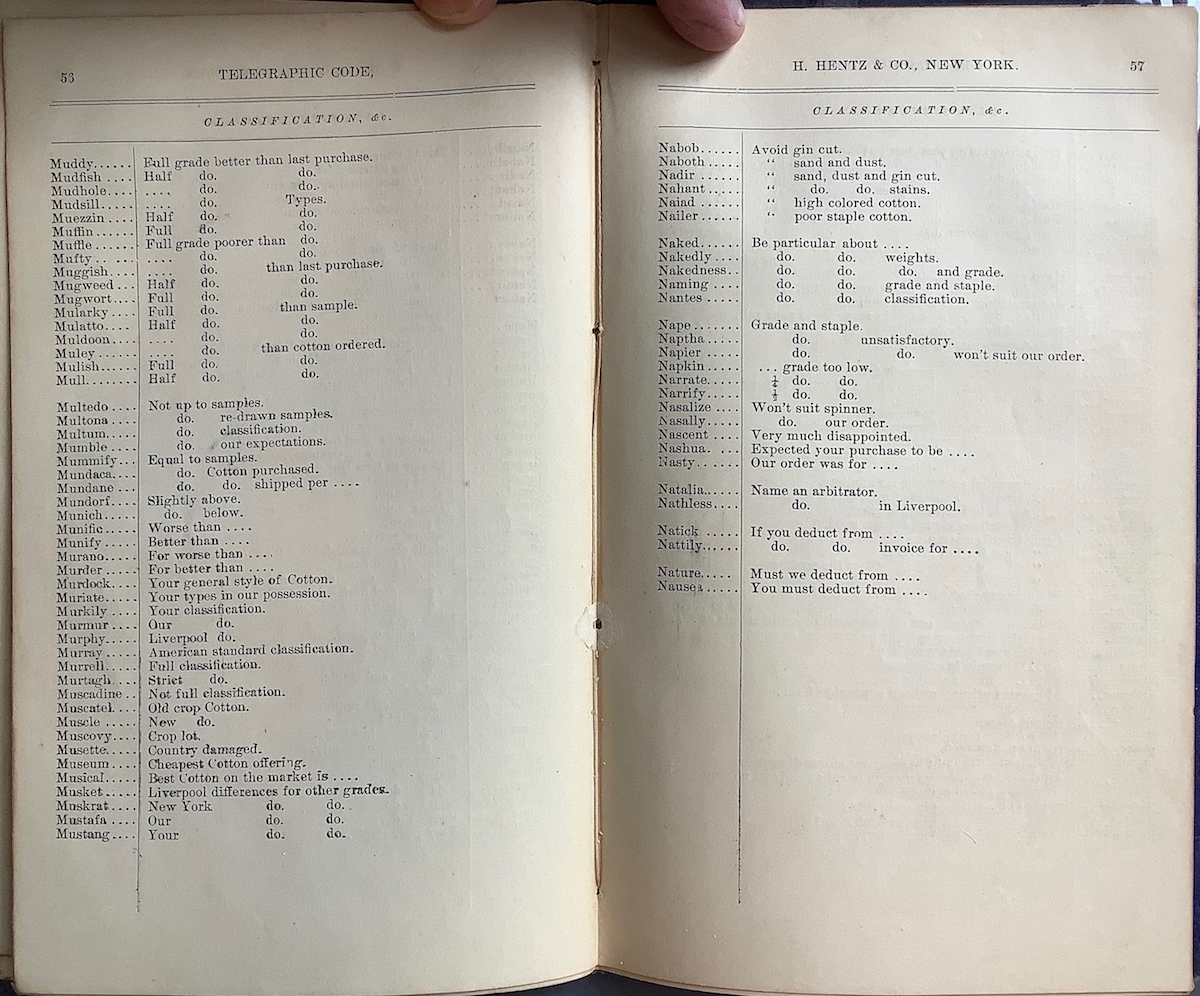 53 TELEGRAPHIC CODE,
CLASSIFICATION, &c.
Muddy...... Full grade better than last purchase.
Mudfish .... Half do. do.
Mudhole.... .... do. do.
Mudsill..... .... do. Types.
Muezzin .... Half do. do.
Muffin ..... Full do. do.
Muffle ...... Full grade poorer than do.
Mufty.. .... .... do. do.
Muggish.... .... do. than last purchase.
Mugweed ... Half do. do.
Mugwort.... Full do. do.
Mularky .... Full do. than sample.
Mulatto.... Half do. do.
Muldoon.... .... do. do.
Muley ...... .... do. than cotton ordered.
Mulish...... Full do. do.
Mull........ Half do. do.
Multedo .... Not up to samples.
Multona .... do. re-drawn samples.
Multum..... do. classification.
Mumble .... do. our expectations.
Mummify... Equal to samples.
Mundaca.... do. Cotton purchased.
Mundane ... do. do. shipped per ....
Mundorf.... Slightly above.
Munich..... do. below.
Munific..... Worse than ....
Munify ..... Better than ....
Murano..... For worse than ....
Murder ..... For better than ....
Murdock.... Your general style of Cotton.
Muriate..... Your types in our possession.
Murkily .... Your classification.
Murmur .... Our do.
Murphy..... Liverpool do.
Murray ..... American standard classification.
Murrell..... Full classification.
Murtagh.... Strict do.
Muscadine .. Not full classification.
Muscatel.... Old crop Cotton.
Muscle ..... New do.
Muscovy.... Crop lot.
Musette..... Country damaged.
Museum.... Cheapest Cotton offering.
Musical..... Best Cotton on the market is ....
Musket ..... Liverpool differences for other grades.
Muskrat.... New York do. do.
Mustafa .... Our do. do.
Mustang.... Your do. do.
H. HENTZ & CO., NEW YORK. 57
CLASSIFICATION, &c.
Nabob...... Avoid gin cut.
Naboth ..... “ sand and dust.
Nadir ...... “ sand, dust and gin cut.
Nahant ..... “ do. do. stains.
Naiad ...... “ high colored cotton.
Nailer...... “ poor staple cotton.
Naked...... Be particular about ....
Nakedly .... do. do. weights.
Nakedness.. do. do. do. and grade.
Naming .... do. do. grade and staple.
Nantes ..... do. do. classification.
Nape ....... Grade and staple.
Naptha..... do. unsatisfactory.
Napier ..... do. do. won't suit our order.
Napkin ..... ... grade too low.
Narrate..... do. do.
Narrify..... do. do.
Nasalize .... Won't suit spinner.
Nasally..... do. our order.
Nascent .... Very much disappointed.
Nashua. ... Expected your purchase to be ....
Nasty....... Our order was for ....
Natalia...... Name an arbitrator.
Nathless.... do. in Liverpool.
Natick ..... If you deduct from ....
Nattily...... do. do. invoice for ....
Nature..... Must we deduct from ....
Nausea..... You must deduct from ....